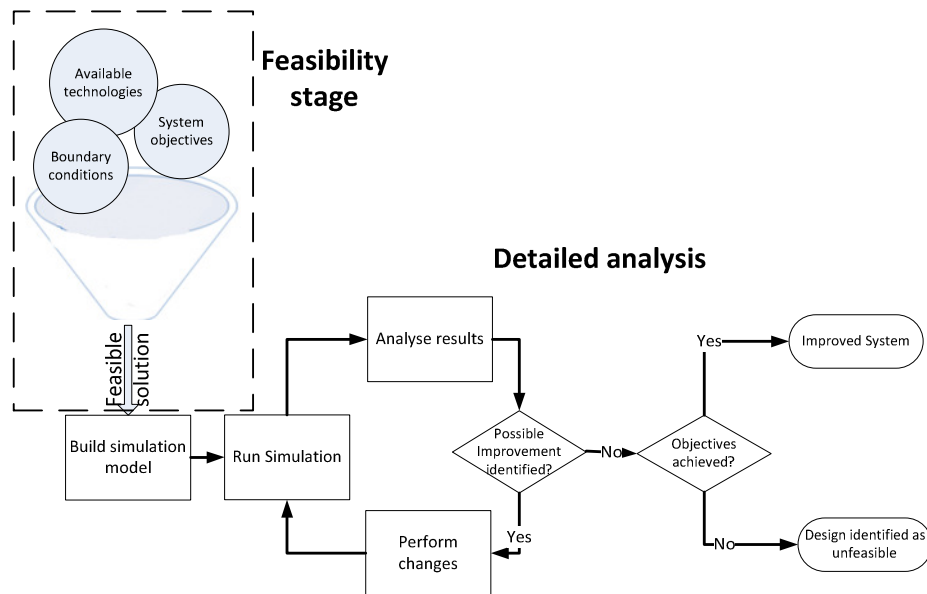 Feasibility
stage
Available
technologies
System
objectives
Boundary
conditions
Feasible
solution
Detailed analysis
Build simulation
model
Run Simulation
Analyse results
Possible
Improvement
identified?
Yes
Perform
changes
No
Objectives
achieved?
Yes
Improved System
No
Design identified as
unfeasible